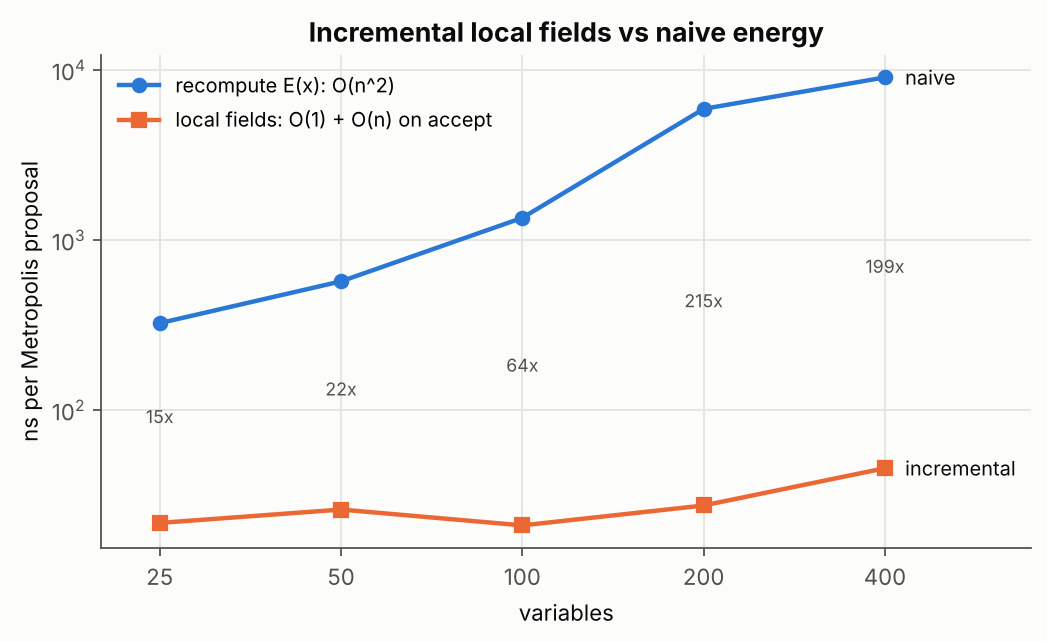 Incremental local fields vs naive energy
10^4
recompute E(x): O(n^2)
naive
local fields: O(1) + O(n) on accept
ns per Metropolis proposal
10^3
199x
215x
64x
22x
10^2
15x
incremental
25 50 100 200 400
variables